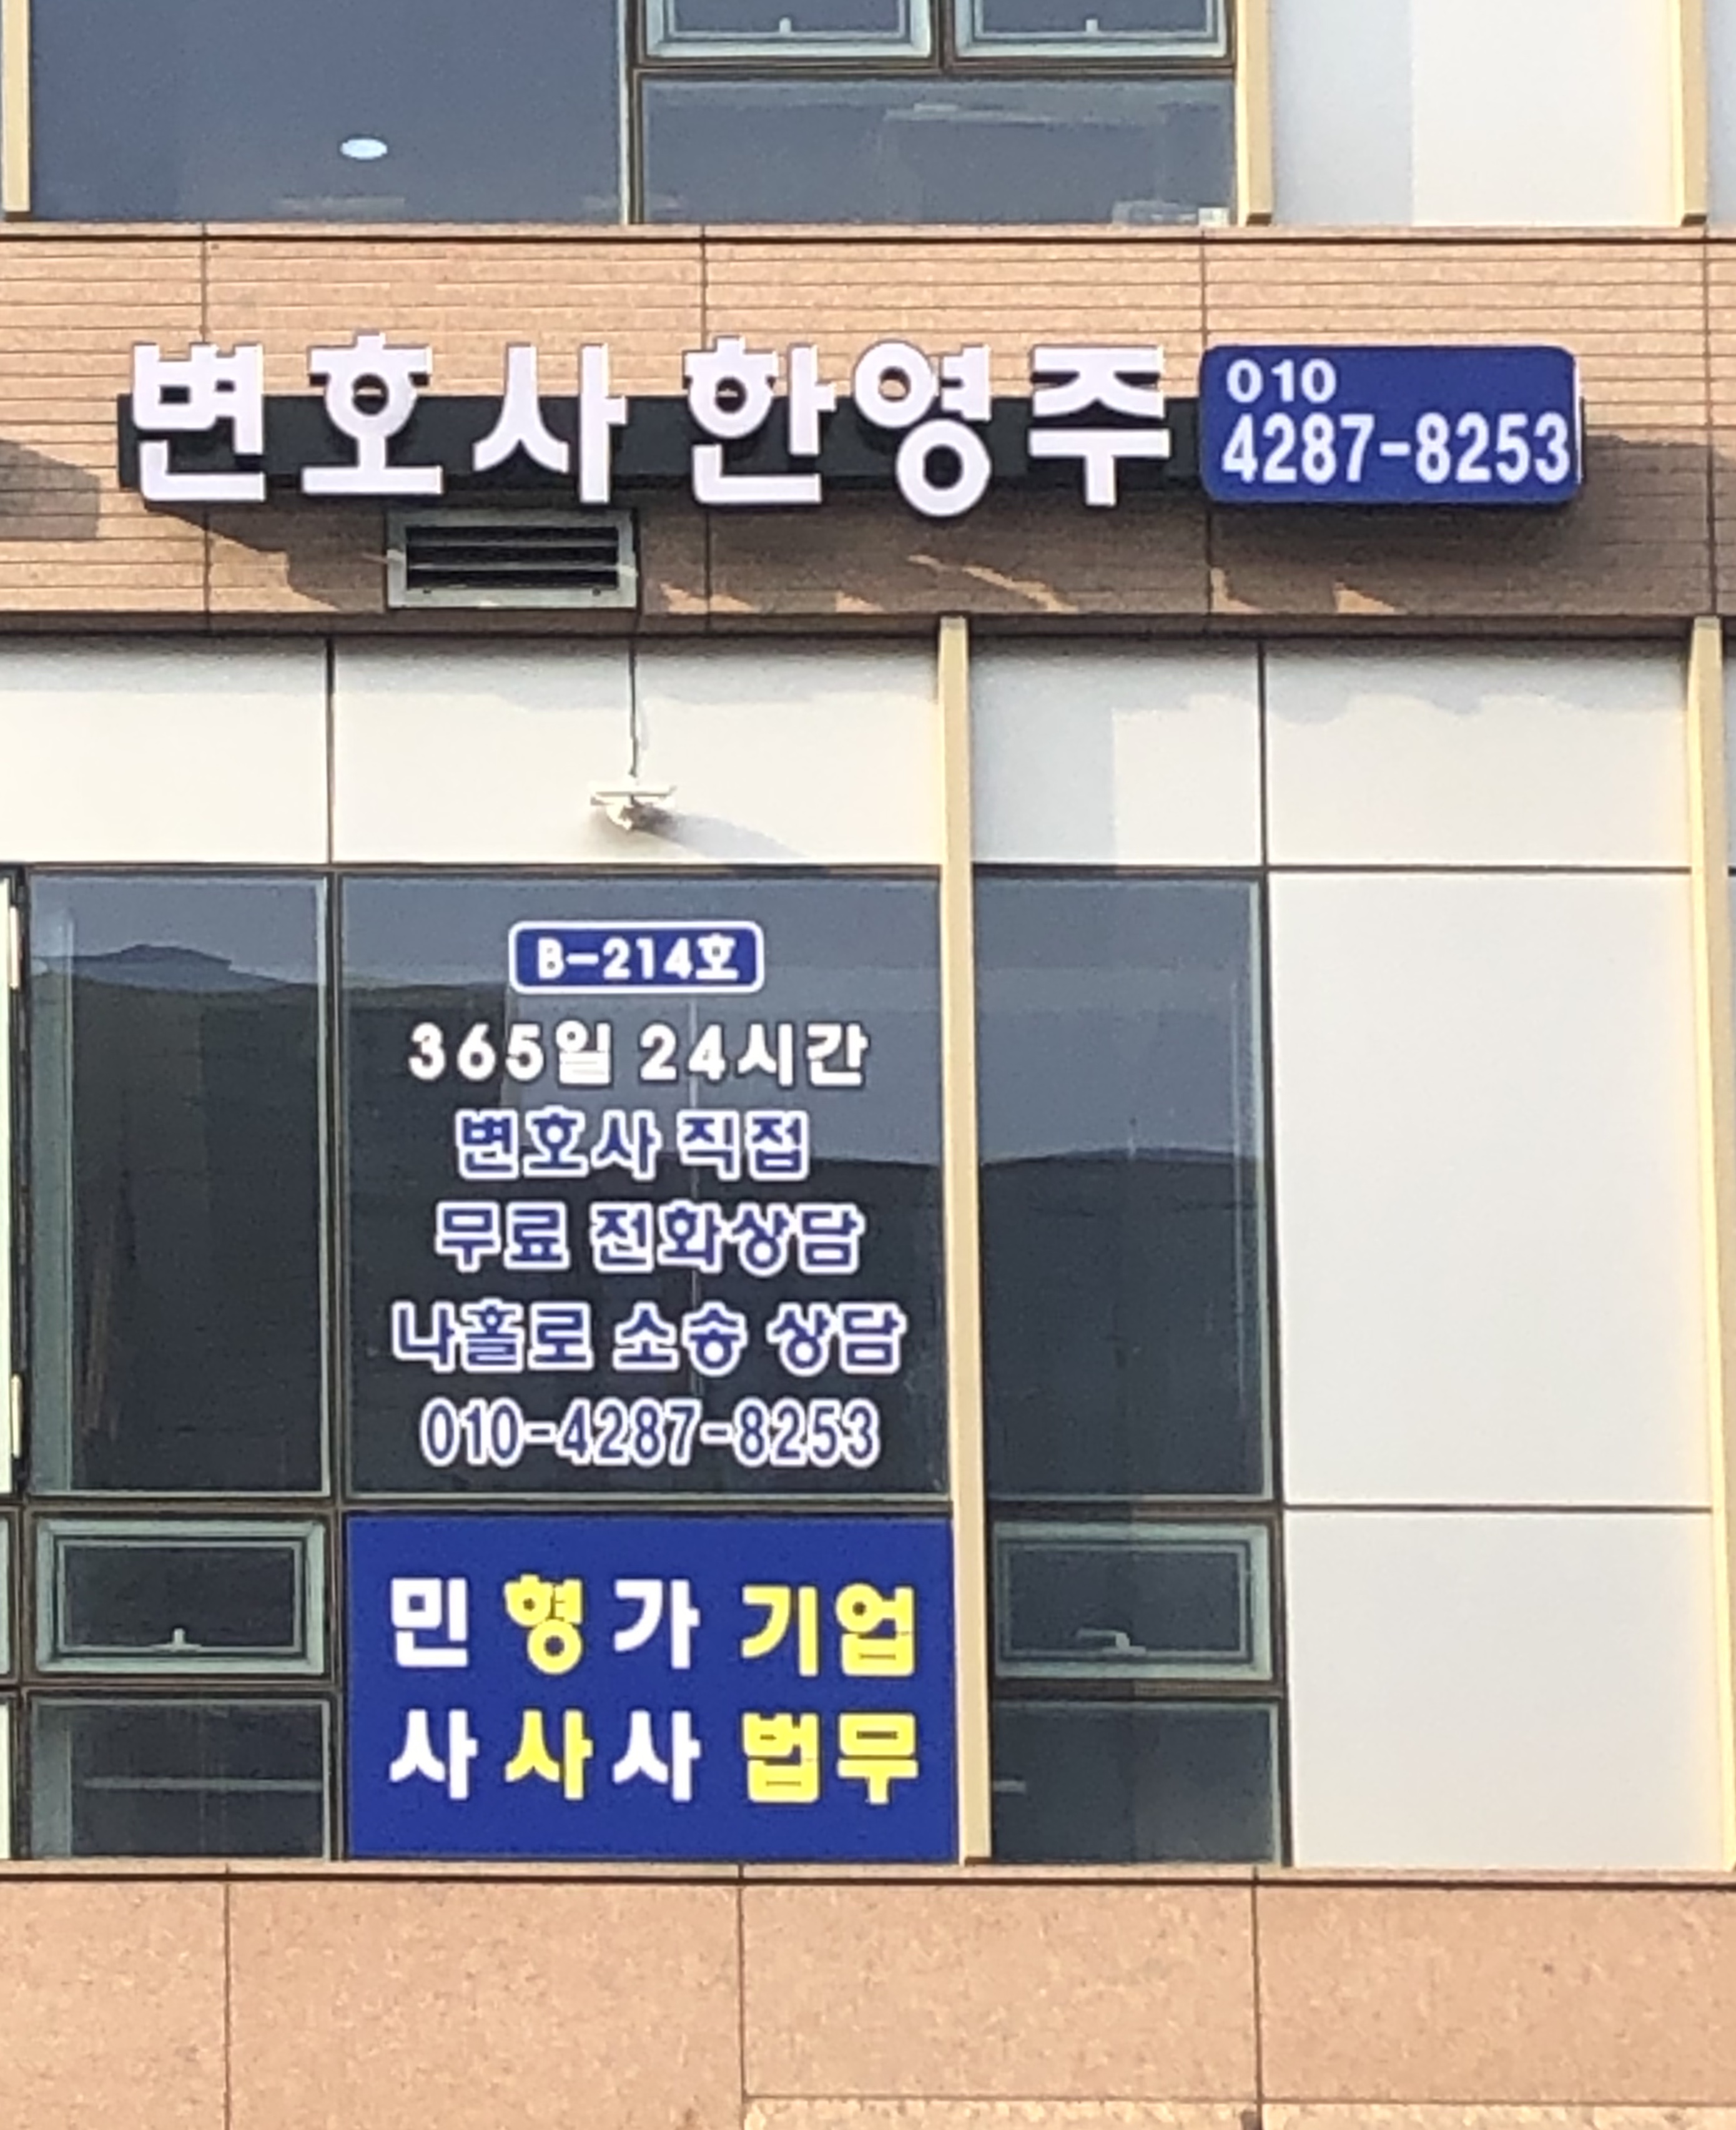 변호사 한영주
010
4287-8253
B-214호
365일 24시간
변호사 직접
무료 전화상담
나홀로 소송 상담
010-4287-8253
민 형 가 기업
사 사 사 법무